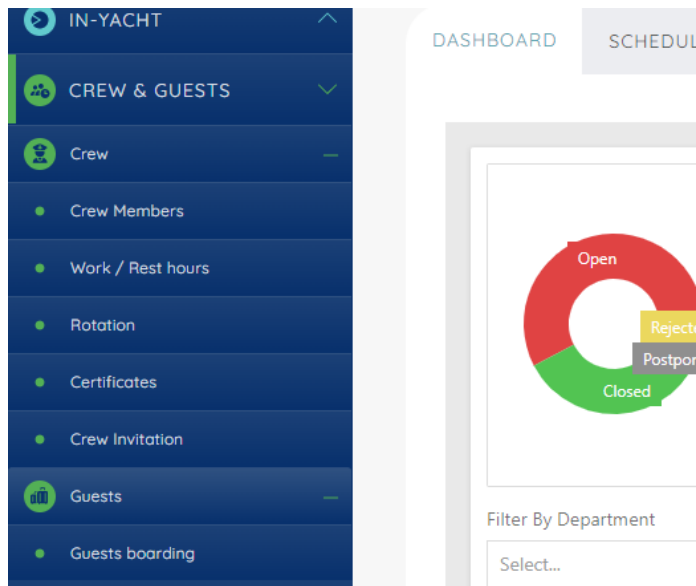 IN-YACHT
CREW & GUESTS
Crew
Crew Members
Work / Rest hours
Rotation
Certificates
Crew Invitation
Guests
Guests boarding
DASHBOARD
Open
Closed
Filter By Department
Select...